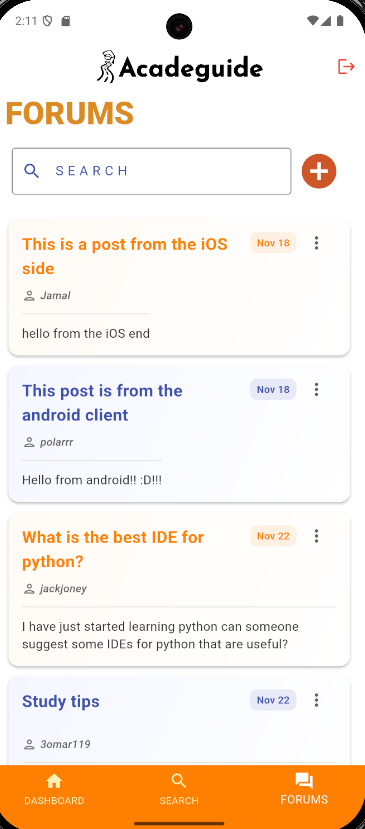 2:11
Acadeguide
FORUMS
SEARCH
This is a post from the iOS
side
Nov 18
Jamal
hello from the iOS end
This post is from the
android client
Nov 18
polarrr
Hello from android!! :D!!!
What is the best IDE for
python?
Nov 22
jackjoney
I have just started learning python can someone
suggest some IDEs for python that are useful?
Study tips
Nov 22
3omar119
DASHBOARD
SEARCH
FORUMS